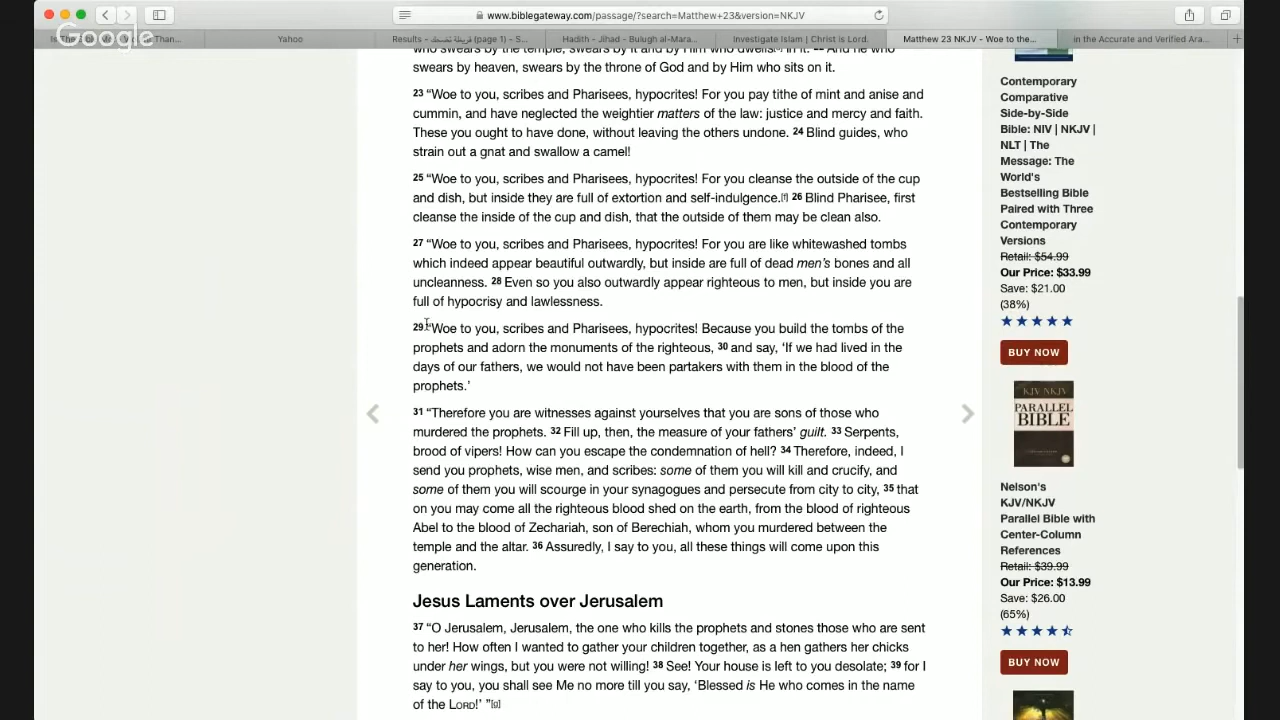 www.biblegateway.com/passage/?search=Matthew+23&version=NKJV
Google
Yahoo
Results - قريظة نضحك (page 1) - S...
Hadith - Jihad - Bulugh al-Mara...
Investigate Islam | Christ is Lord.
Matthew 23 NKJV - Woe to the...
in the Accurate and Verified Ara...
swears by heaven, swears by the throne of God and by Him who sits on it.
23 “Woe to you, scribes and Pharisees, hypocrites! For you pay tithe of mint and anise and
cummin, and have neglected the weightier matters of the law: justice and mercy and faith.
These you ought to have done, without leaving the others undone. 24 Blind guides, who
strain out a gnat and swallow a camel!
25 “Woe to you, scribes and Pharisees, hypocrites! For you cleanse the outside of the cup
and dish, but inside they are full of extortion and self-indulgence.[f] 26 Blind Pharisee, first
cleanse the inside of the cup and dish, that the outside of them may be clean also.
27 “Woe to you, scribes and Pharisees, hypocrites! For you are like whitewashed tombs
which indeed appear beautiful outwardly, but inside are full of dead men’s bones and all
uncleanness. 28 Even so you also outwardly appear righteous to men, but inside you are
full of hypocrisy and lawlessness.
29 “Woe to you, scribes and Pharisees, hypocrites! Because you build the tombs of the
prophets and adorn the monuments of the righteous, 30 and say, ‘If we had lived in the
days of our fathers, we would not have been partakers with them in the blood of the
prophets.’
31 “Therefore you are witnesses against yourselves that you are sons of those who
murdered the prophets. 32 Fill up, then, the measure of your fathers’ guilt. 33 Serpents,
brood of vipers! How can you escape the condemnation of hell? 34 Therefore, indeed, I
send you prophets, wise men, and scribes: some of them you will kill and crucify, and
some of them you will scourge in your synagogues and persecute from city to city, 35 that
on you may come all the righteous blood shed on the earth, from the blood of righteous
Abel to the blood of Zechariah, son of Berechiah, whom you murdered between the
temple and the altar. 36 Assuredly, I say to you, all these things will come upon this
generation.
Jesus Laments over Jerusalem
37 “O Jerusalem, Jerusalem, the one who kills the prophets and stones those who are sent
to her! How often I wanted to gather your children together, as a hen gathers her chicks
under her wings, but you were not willing! 38 See! Your house is left to you desolate; 39 for I
say to you, you shall see Me no more till you say, ‘Blessed is He who comes in the name
of the LORD!’ ”[g]
Contemporary
Comparative
Side-by-Side
Bible: NIV | NKJV |
NLT | The
Message: The
World's
Bestselling Bible
Paired with Three
Contemporary
Versions
Retail: $54.99
Our Price: $33.99
Save: $21.00
(38%)
BUY NOW
KJV NKJV
PARALLEL
BIBLE
Nelson's
KJV/NKJV
Parallel Bible with
Center-Column
References
Retail: $39.99
Our Price: $13.99
Save: $26.00
(65%)
BUY NOW